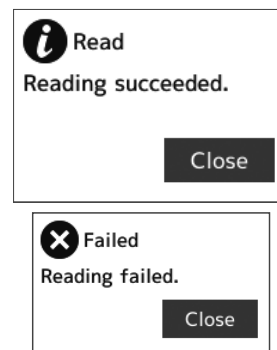 Read
Reading succeeded.
Close
Failed
Reading failed.
Close